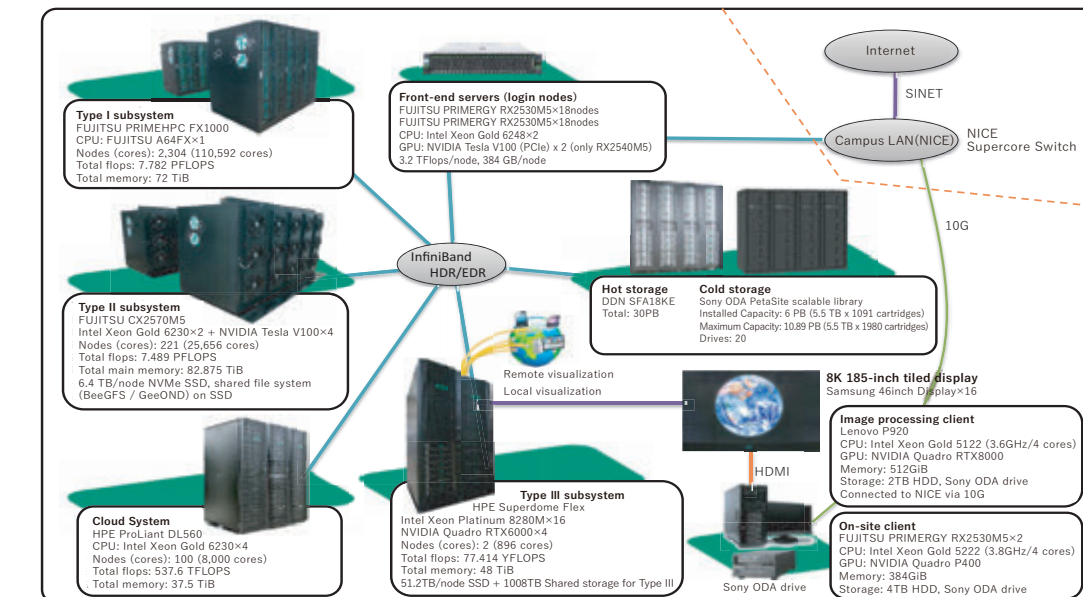 Type I subsystem
FUJITSU PRIMEHPC FX1000
CPU: FUJITSU A64FX×1
Nodes (cores): 2,304 (110,592 cores)
Total flops: 7.782 PFLOPS
Total memory: 72 TiB
Front-end servers (login nodes)
FUJITSU PRIMERGY RX2530M5×18nodes
FUJITSU PRIMERGY RX2530M5×18nodes
CPU: Intel Xeon Gold 6248×2
GPU: NVIDIA Tesla V100 (PCIe) x 2 (only RX2540M5)
3.2 TFlops/node, 384 GB/node
Internet
SINET
Campus LAN(NICE)
NICE
Supercore Switch
10G
InfiniBand
HDR/EDR
Type II subsystem
FUJITSU CX2570M5
Intel Xeon Gold 6230×2 + NVIDIA Tesla V100×4
Nodes (cores): 221 (25,656 cores)
Total flops: 7.489 PFLOPS
Total main memory: 82.875 TiB
6.4 TB/node NVMe SSD, shared file system
(BeeGFS / GeeOND) on SSD
Hot storage
DDN SFA18KE
Total: 30PB
Cold storage
Sony ODA PetaSite scalable library
Installed Capacity: 6 PB (5.5 TB x 1091 cartridges)
Maximum Capacity: 10.89 PB (5.5 TB x 1980 cartridges)
Drives: 20
Remote visualization
Local visualization
8K 185-inch tiled display
Samsung 46inch Display×16
Image processing client
Lenovo P920
CPU: Intel Xeon Gold 5122 (3.6GHz/4 cores)
GPU: NVIDIA Quadro RTX8000
Memory: 512GiB
Storage: 2TB HDD, Sony ODA drive
Connected to NICE via 10G
HDMI
Cloud System
HPE ProLiant DL560
CPU: Intel Xeon Gold 6230×4
Nodes (cores): 100 (8,000 cores)
Total flops: 537.6 TFLOPS
Total memory: 37.5 TiB
Type III subsystem
HPE Superdome Flex
Intel Xeon Platinum 8280M×16
NVIDIA Quadro RTX6000×4
Nodes (cores): 2 (896 cores)
Total flops: 77.414 YFLOPS
Total memory: 48 TiB
51.2TB/node SSD + 1008TB Shared storage for Type III
On-site client
FUJITSU PRIMERGY RX2530M5×2
CPU: Intel Xeon Gold 5222 (3.8GHz/4 cores)
GPU: NVIDIA Quadro P400
Memory: 384GiB
Storage: 4TB HDD, Sony ODA drive
Sony ODA drive